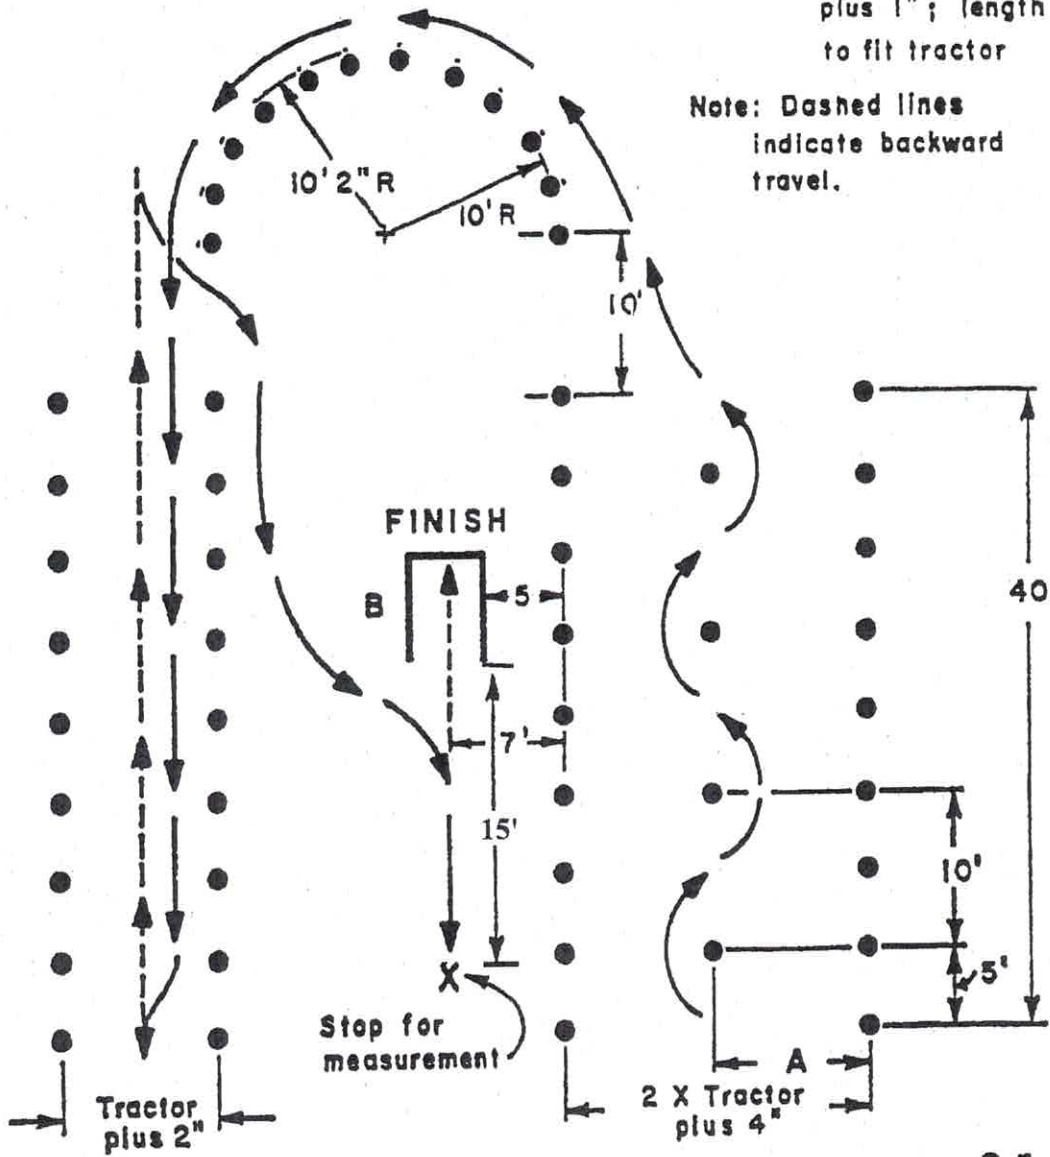 plus 1"; length
to fit tractor
Note: Dashed lines
indicate backward
travel.
10' 2" R
10' R
10'
FINISH
B
5
40
7'
15'
10'
5'
X
Stop for
measurement
A
Tractor
plus 2"
2 X Tractor
plus 4"